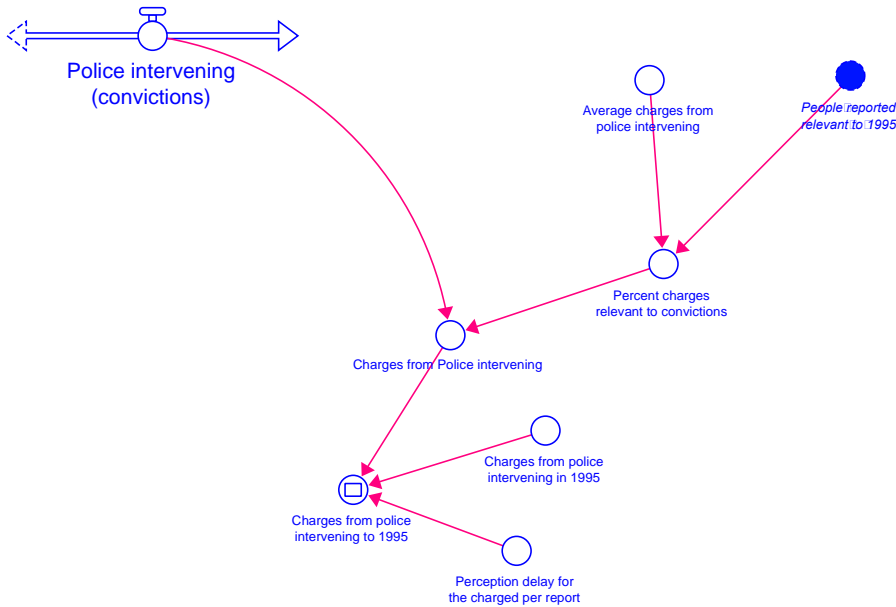 Police intervening
(convictions)
Average charges from
police intervening
People reported
relevant to 1995
Percent charges
relevant to convictions
Charges from Police intervening
Charges from police
intervening in 1995
Charges from police
intervening to 1995
Perception delay for
the charged per report